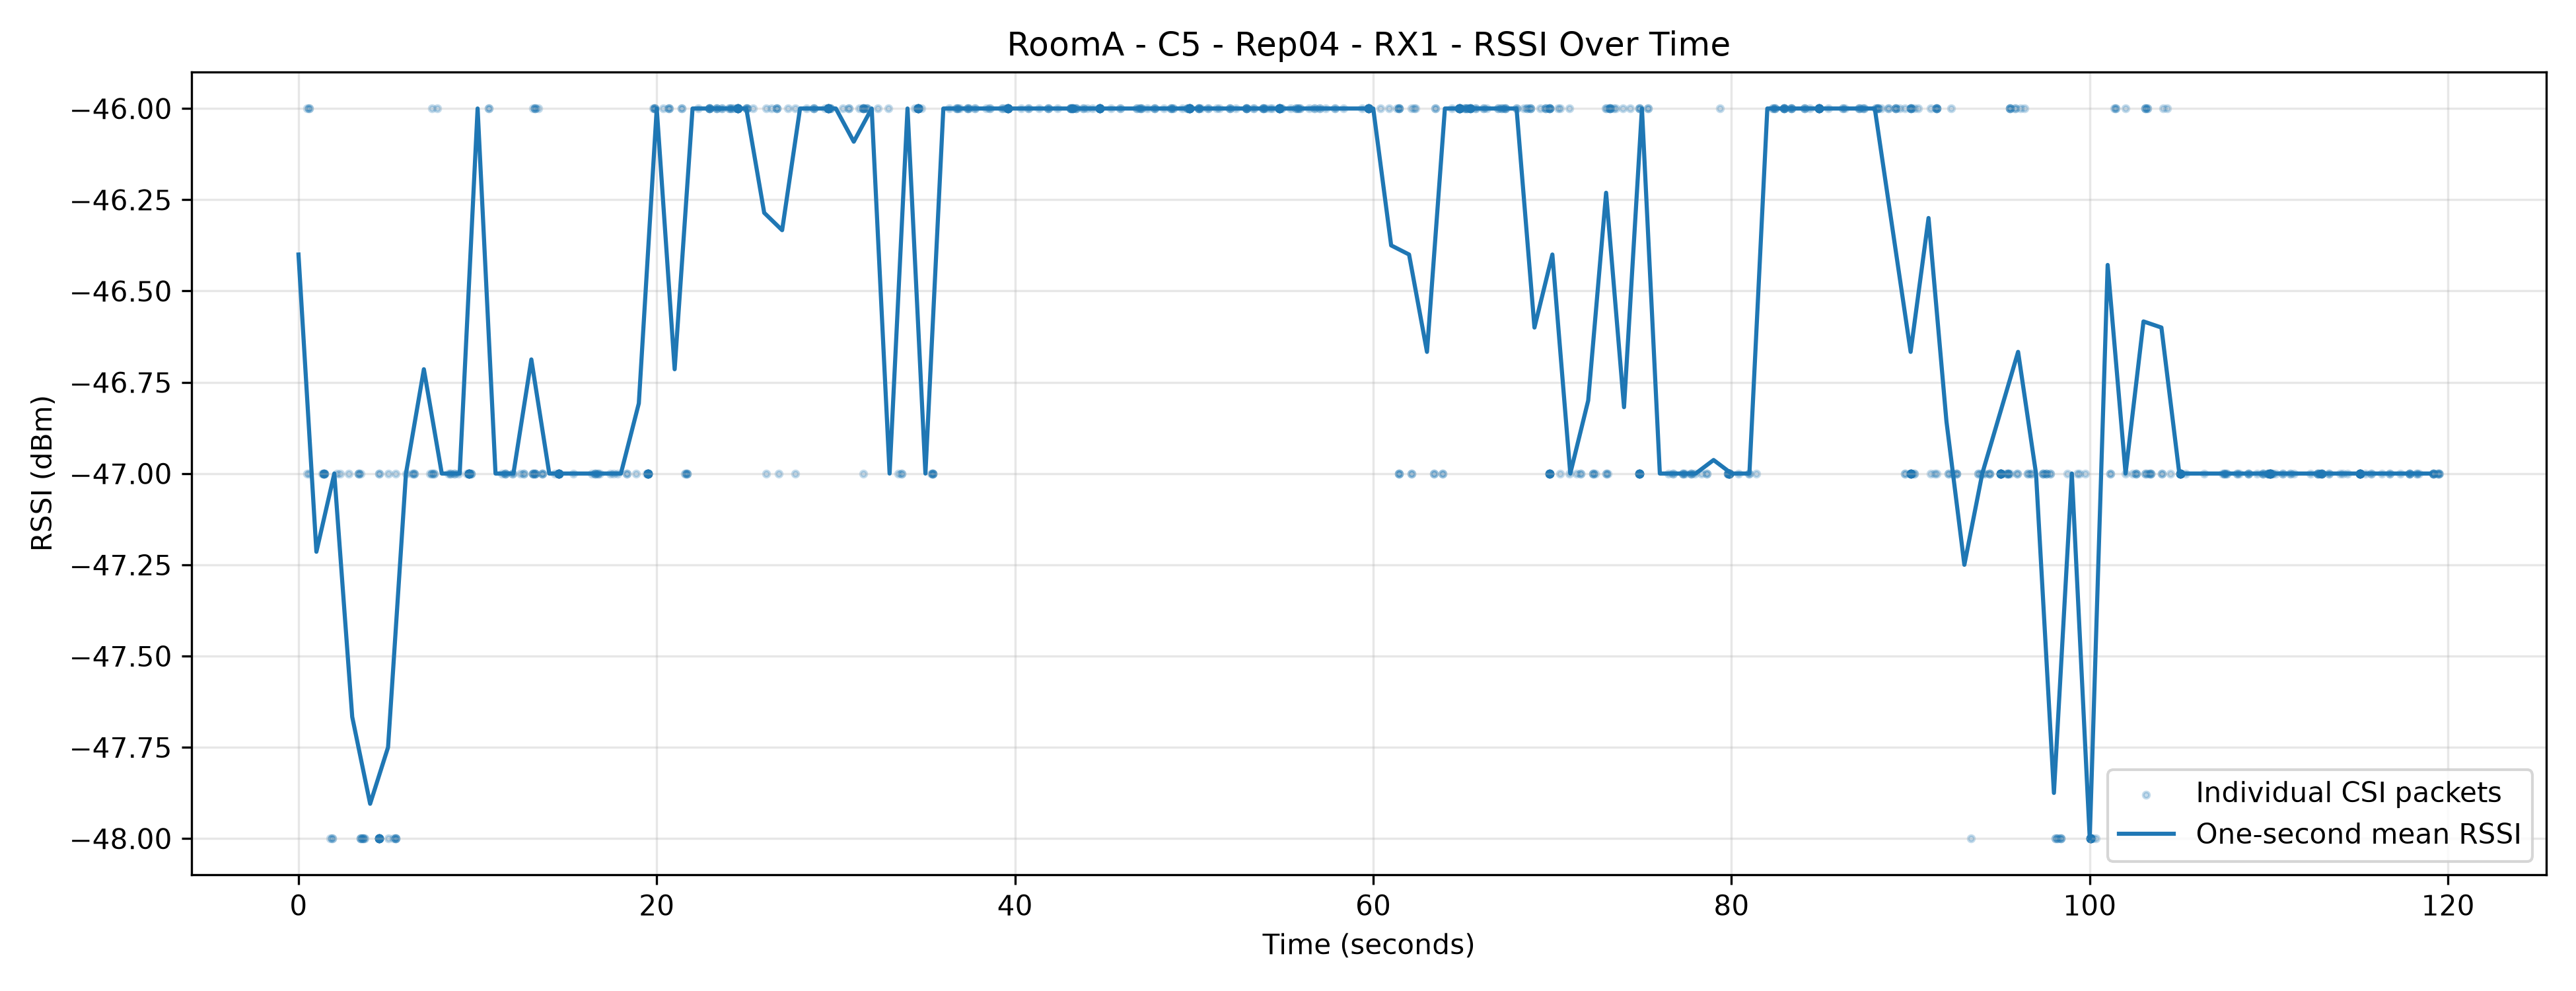 RoomA - C5 - Rep04 - RX1 - RSSI Over Time
RSSI (dBm)
−46.00
−46.25
−46.50
−46.75
−47.00
−47.25
−47.50
−47.75
−48.00
Individual CSI packets
One-second mean RSSI
0 20 40 60 80 100 120
Time (seconds)